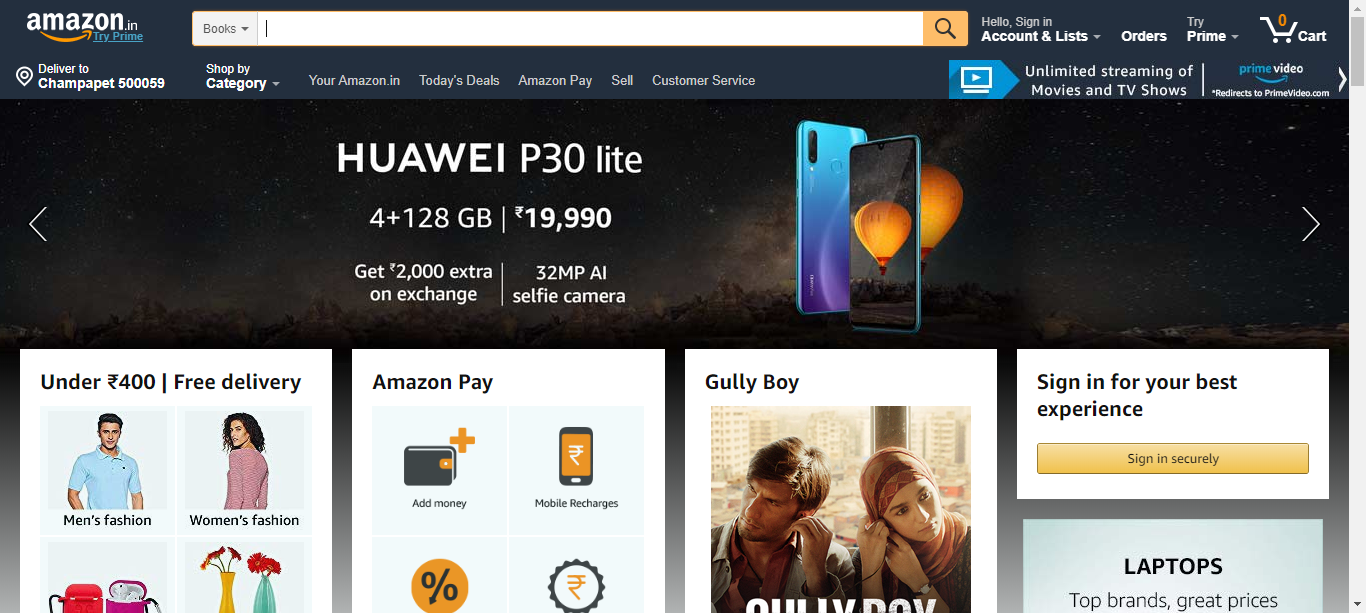 amazon.in
Try Prime
Books
Hello, Sign in
Account & Lists
Orders
Try
Prime
0
Cart
Deliver to
Champapet 500059
Shop by
Category
Your Amazon.in
Today's Deals
Amazon Pay
Sell
Customer Service
Unlimited streaming of
Movies and TV Shows
prime video
*Redirects to PrimeVideo.com
HUAWEI P30 lite
4+128 GB | ₹19,990
Get ₹2,000 extra
on exchange
32MP AI
selfie camera
HUAWEI
Under ₹400 | Free delivery
Men's fashion
Women's fashion
Amazon Pay
Add money
₹
Mobile Recharges
%
₹
Gully Boy
GULLY BOY
Sign in for your best
experience
Sign in securely
LAPTOPS
Top brands, great prices